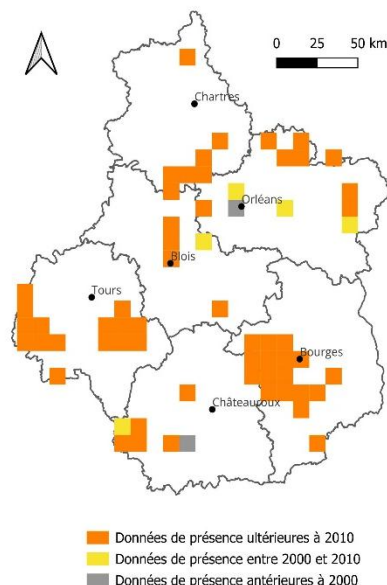 0 25 50 km
Chartres
Orléans
Blois
Tours
Bourges
Châteauroux
Données de présence ultérieures à 2010
Données de présence entre 2000 et 2010
Données de présence antérieures à 2000